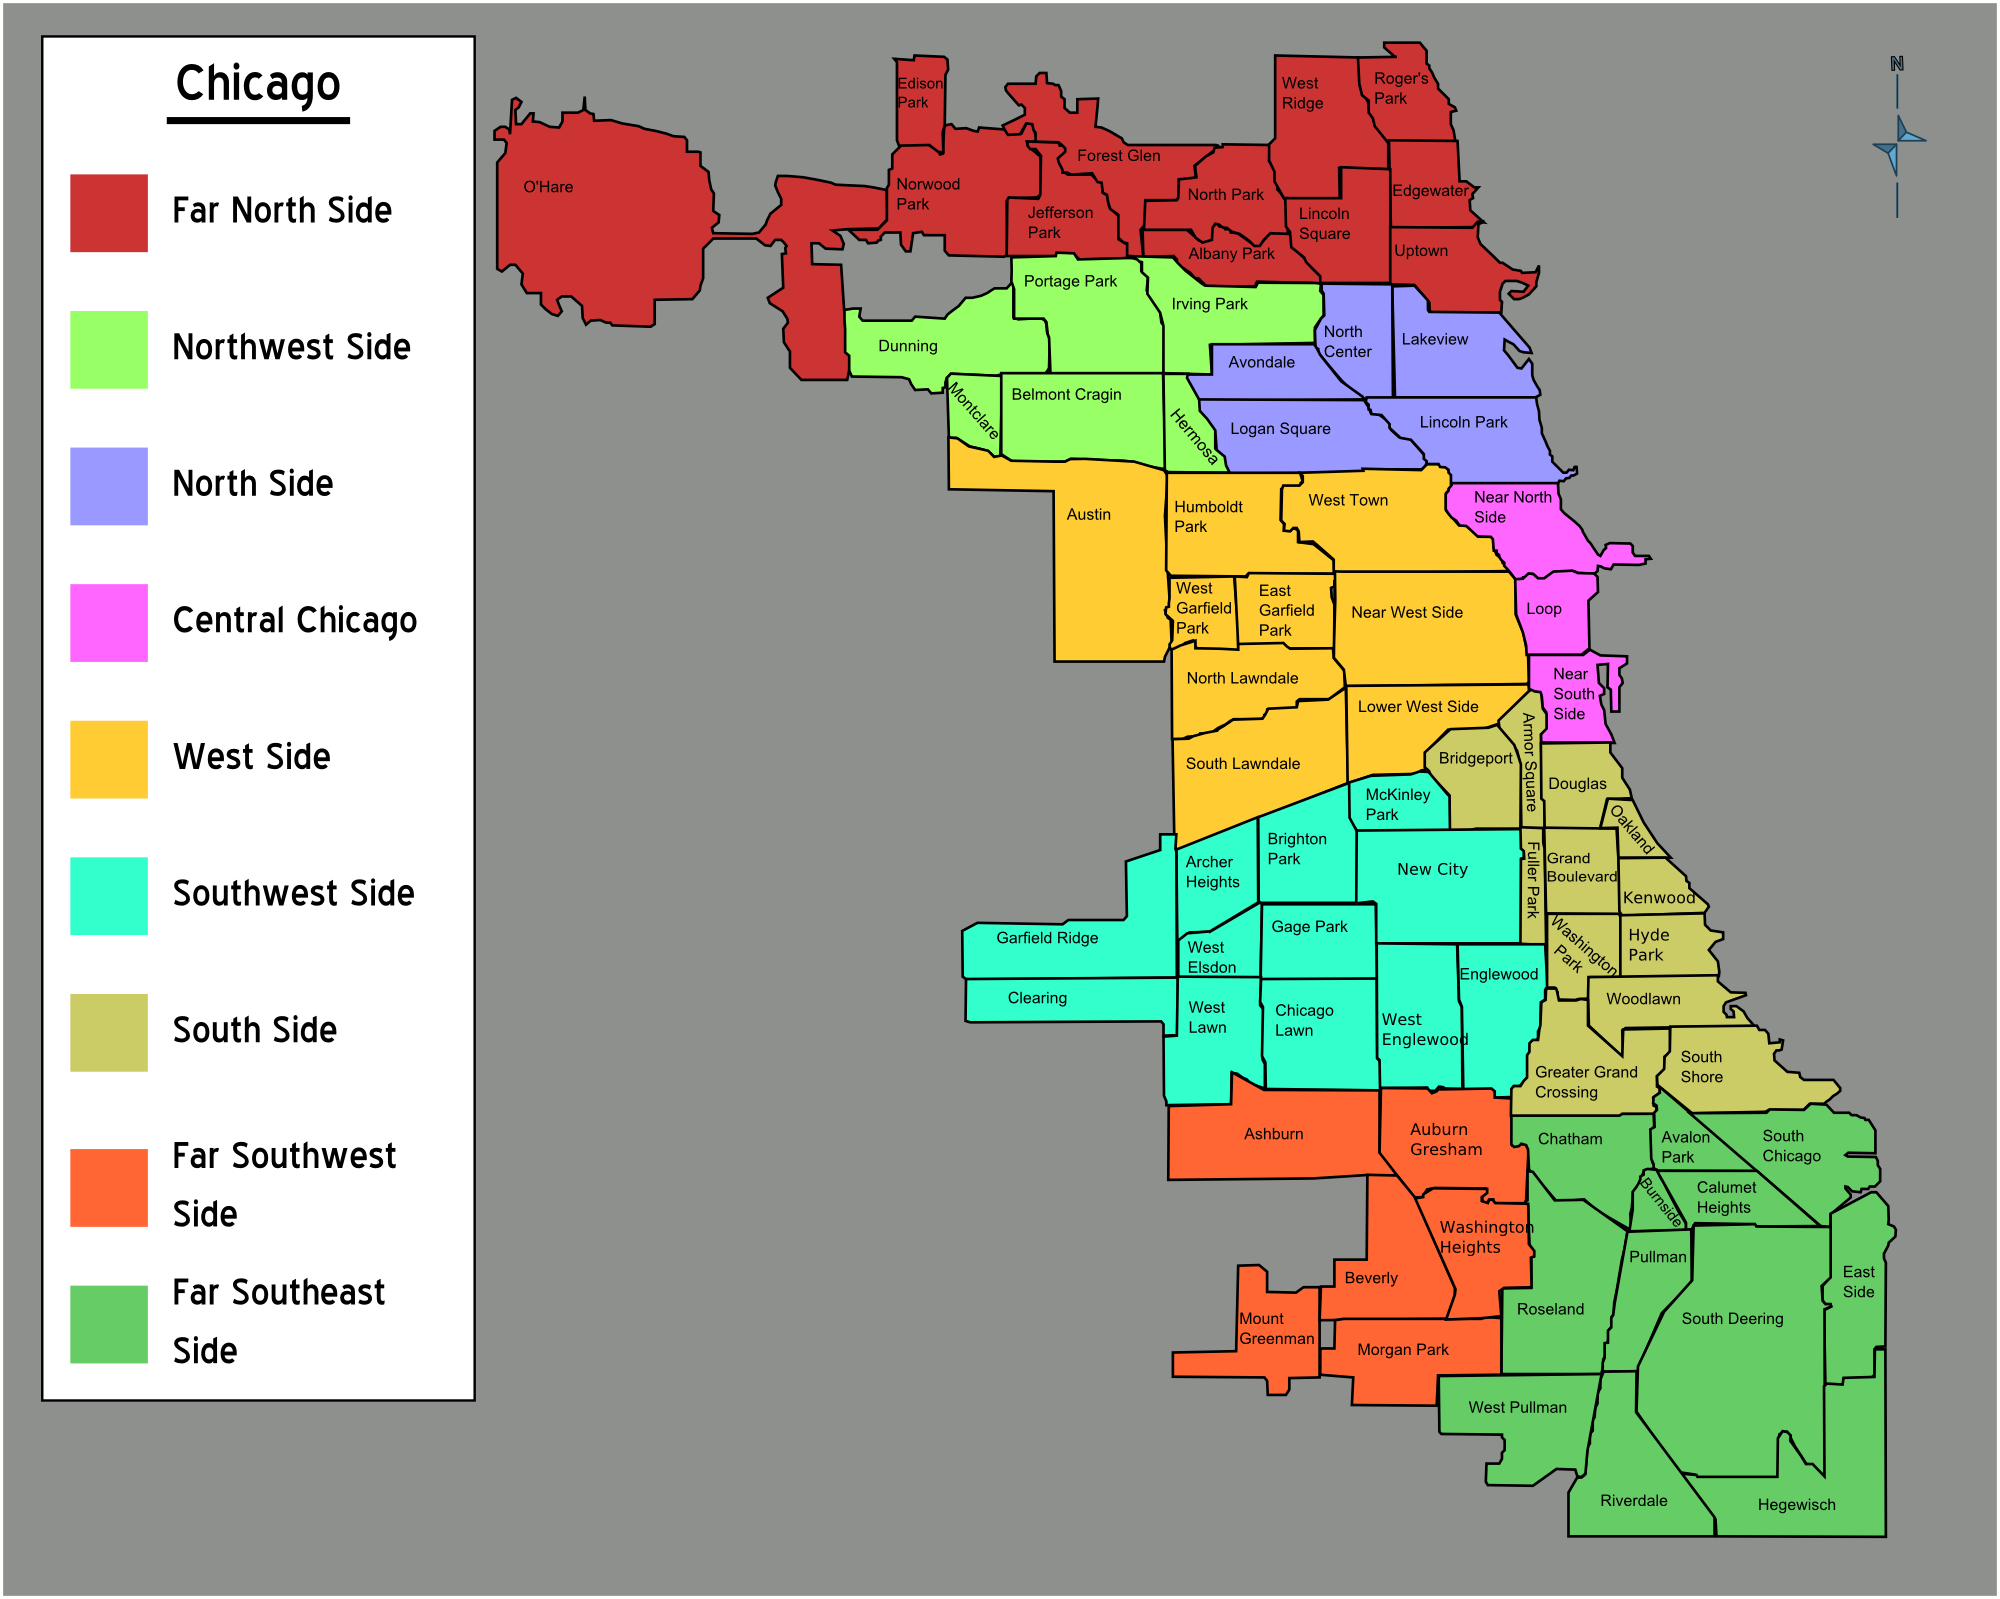 Chicago
Far North Side
Northwest Side
North Side
Central Chicago
West Side
Southwest Side
South Side
Far Southwest
Side
Far Southeast
Side
N
Edison
Park
West
Ridge
Roger's
Park
O'Hare
Norwood
Park
Forest Glen
Jefferson
Park
North Park
Lincoln
Square
Edgewater
Albany Park
Uptown
Portage Park
Irving Park
Dunning
North
Center
Lakeview
Avondale
Montclare
Belmont Cragin
Hermosa
Logan Square
Lincoln Park
Austin
Humboldt
Park
West Town
Near North
Side
West
Garfield
Park
East
Garfield
Park
Near West Side
Loop
North Lawndale
Near
South
Side
Lower West Side
South Lawndale
Bridgeport
Armor Square
Douglas
McKinley
Park
Oakland
Brighton
Park
Archer
Heights
New City
Fuller Park
Grand
Boulevard
Kenwood
Garfield Ridge
Gage Park
West
Elsdon
Washington
Park
Hyde
Park
Englewood
Clearing
West
Lawn
Chicago
Lawn
West
Englewood
Woodlawn
Greater Grand
Crossing
South
Shore
Ashburn
Auburn
Gresham
Chatham
Avalon
Park
South
Chicago
Burnside
Calumet
Heights
Washington
Heights
Beverly
Pullman
East
Side
Mount
Greenman
Roseland
South Deering
Morgan Park
West Pullman
Riverdale
Hegewisch